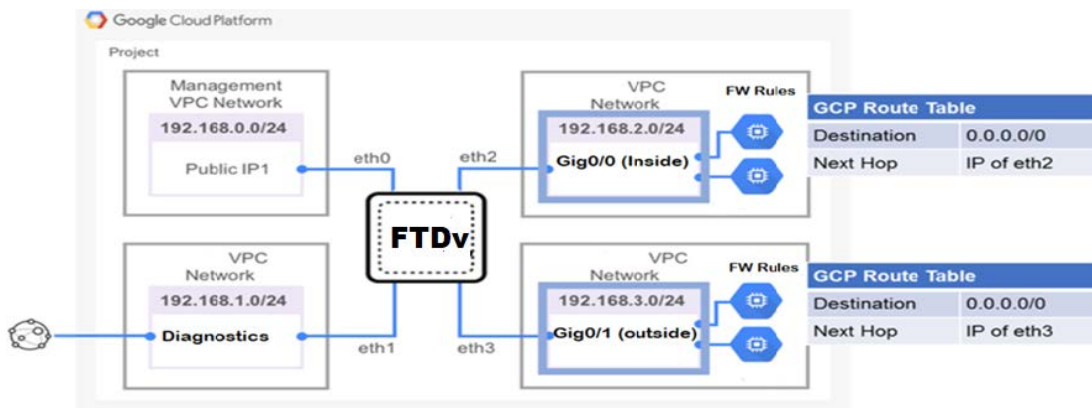 Google Cloud Platform
Project
Management
VPC Network
192.168.0.0/24
Public IP1
eth0
eth2
VPC
Network
192.168.2.0/24
Gig0/0 (Inside)
FW Rules
GCP Route Table
Destination 0.0.0.0/0
Next Hop IP of eth2
FTDv
VPC
Network
192.168.1.0/24
Diagnostics
eth1
eth3
VPC
Network
192.168.3.0/24
Gig0/1 (outside)
FW Rules
GCP Route Table
Destination 0.0.0.0/0
Next Hop IP of eth3